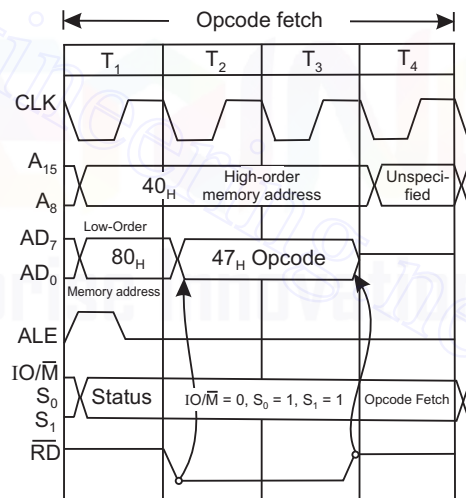 Opcode fetch
T₁ T₂ T₃ T₄
CLK
A₁₅
A₈
40H
High-order
memory address
Unspeci-
fied
AD₇
AD₀
Low-Order
80H
Memory address
47H Opcode
ALE
IO/M̅
S₀
S₁
Status
IO/M̅ = 0, S₀ = 1, S₁ = 1
Opcode Fetch
R̅D̅